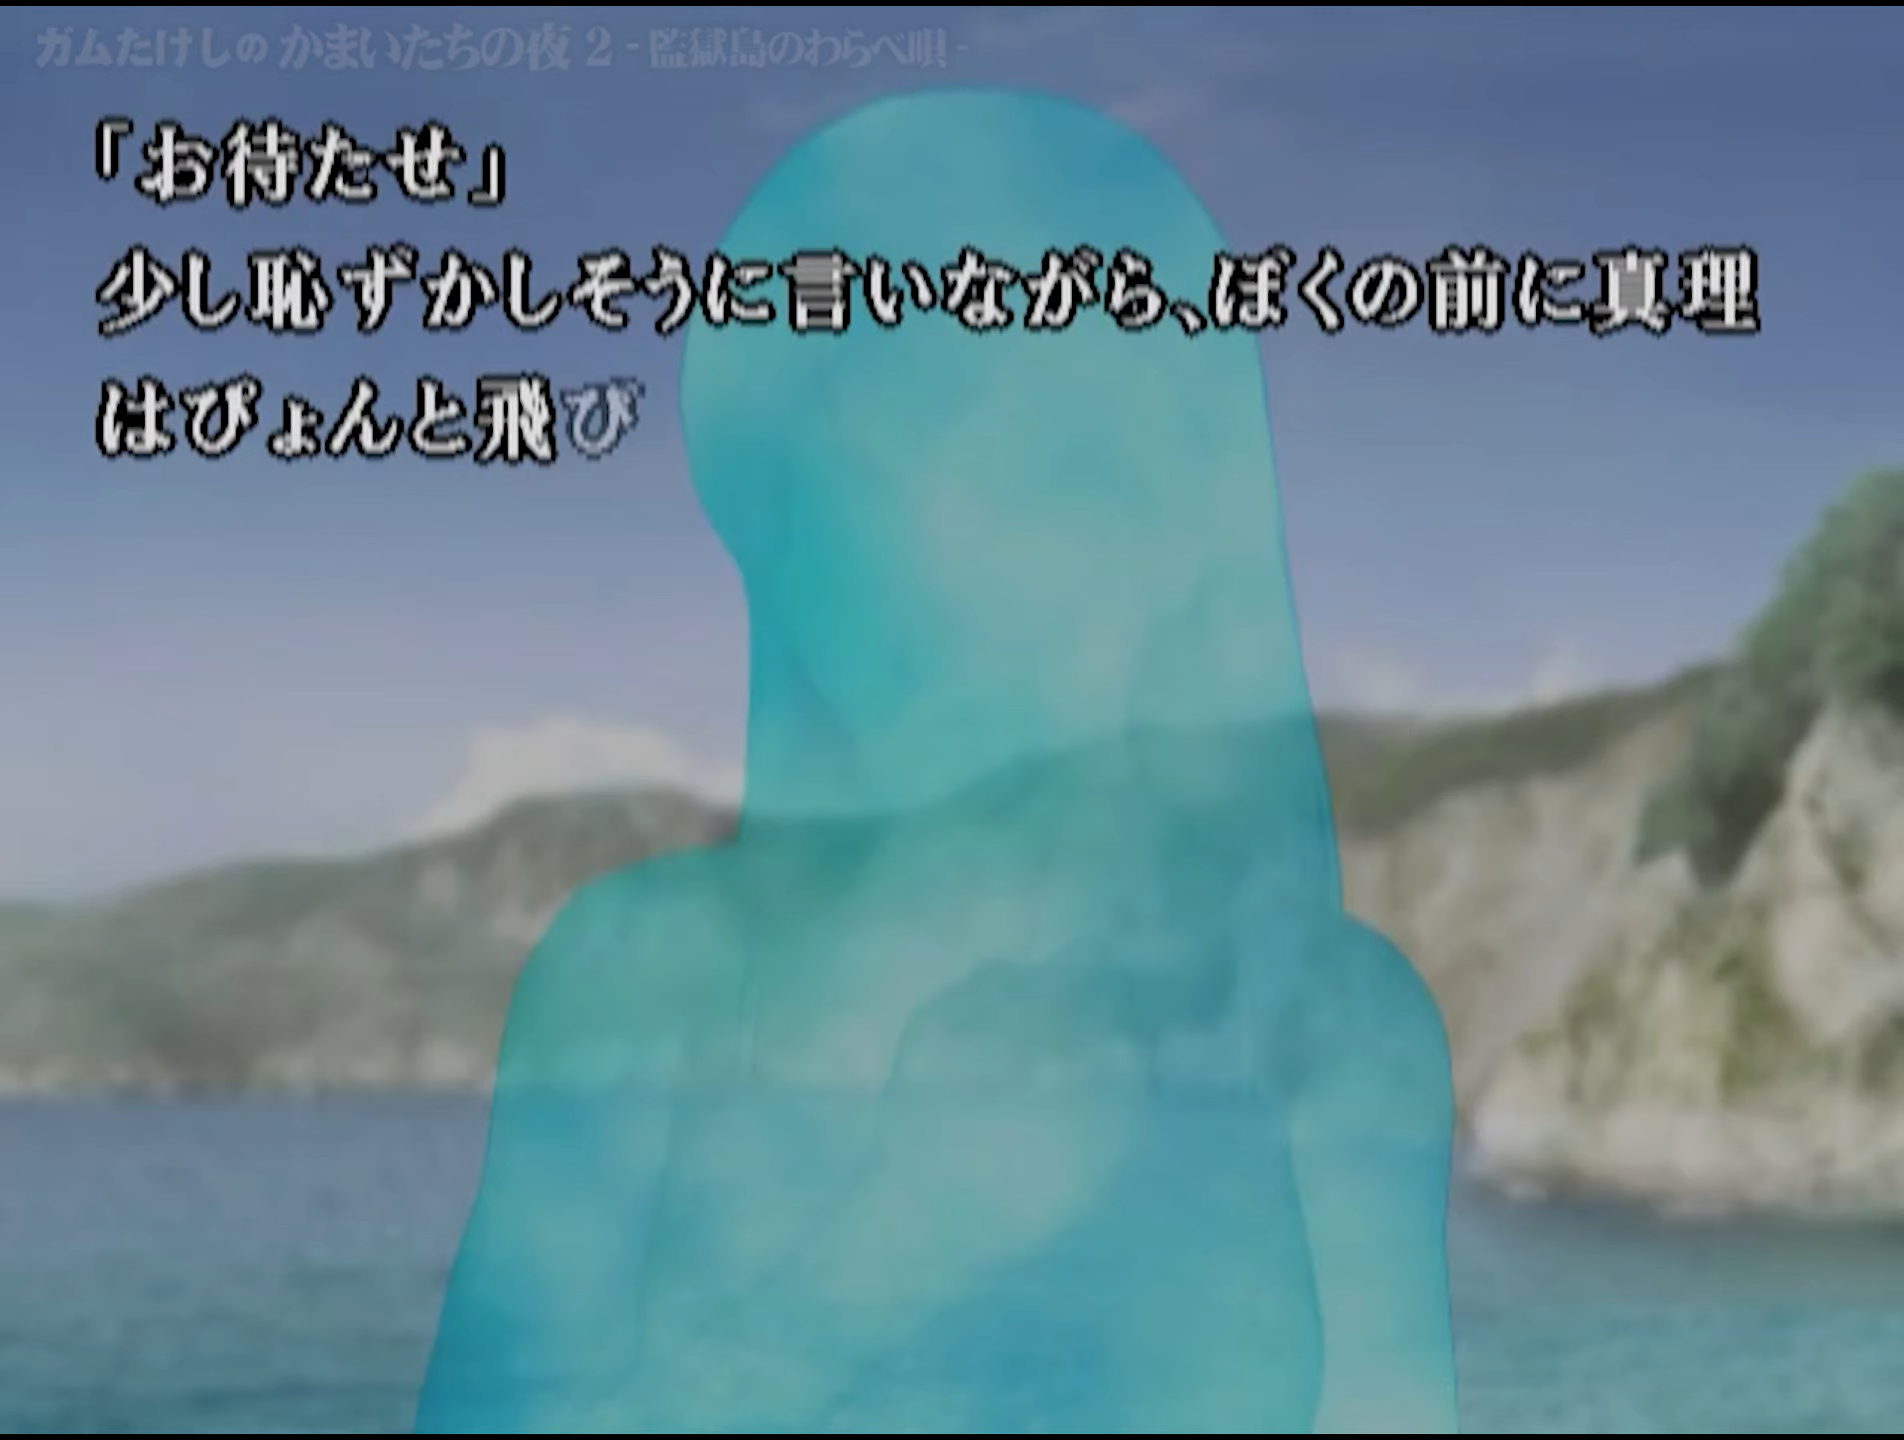 ガムたけしの かまいたちの夜2 - 監獄島のわらべ唄 -
「お待たせ」
少し恥ずかしそうに言いながら、ぼくの前に真理
はぴょんと飛び